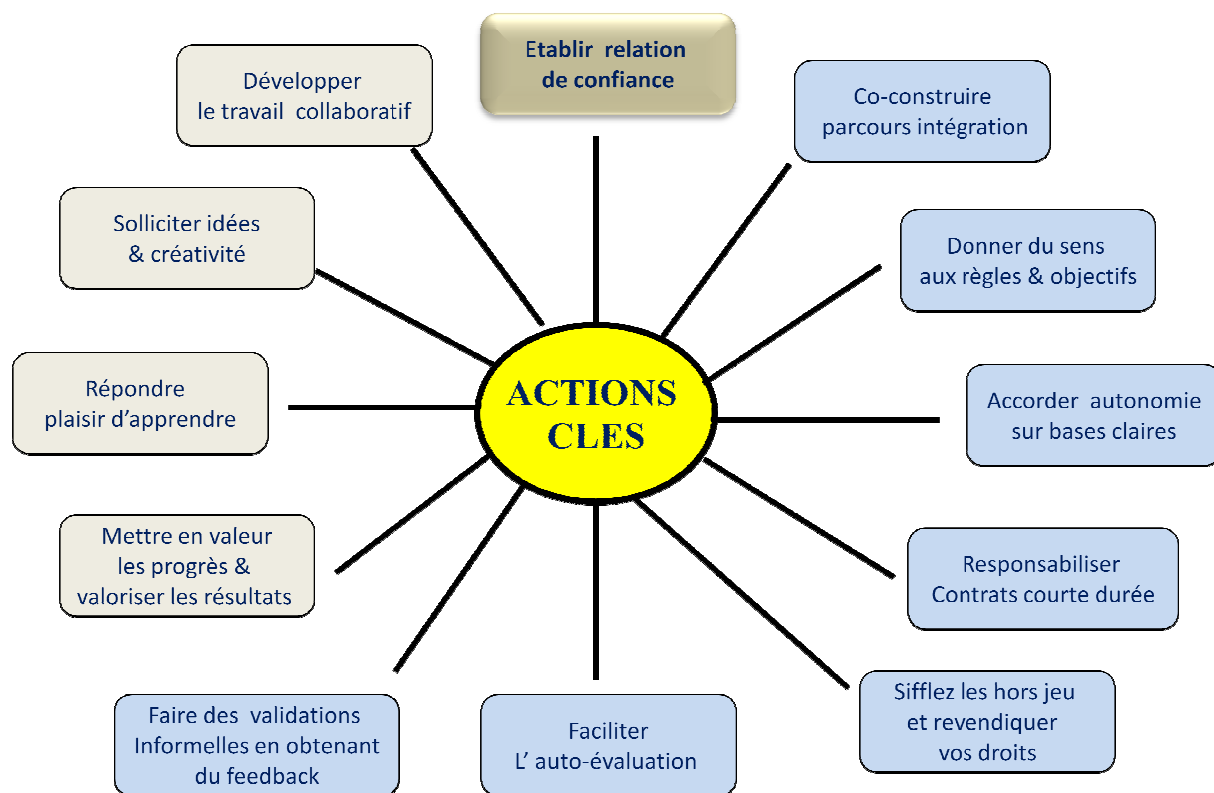 Etablir relation
de confiance
Co-construire
parcours intégration
Donner du sens
aux règles & objectifs
Accorder autonomie
sur bases claires
Responsabiliser
Contrats courte durée
Sifflez les hors jeu
et revendiquer
vos droits
Faciliter
L' auto-évaluation
Faire des validations
Informelles en obtenant
du feedback
Mettre en valeur
les progrès &
valoriser les résultats
Répondre
plaisir d'apprendre
Solliciter idées
& créativité
Développer
le travail collaboratif
ACTIONS
CLES